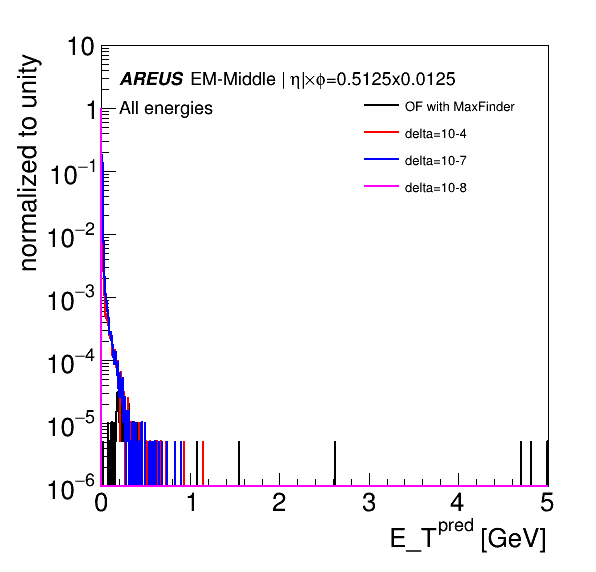 10
AREUS EM-Middle | η|×ϕ=0.5125x0.0125
1
All energies
OF with MaxFinder
delta=10-4
delta=10-7
delta=10-8
10−1
10−2
10−3
10−4
10−5
10−6
normalized to unity
0 1 2 3 4 5
E_Tpred [GeV]